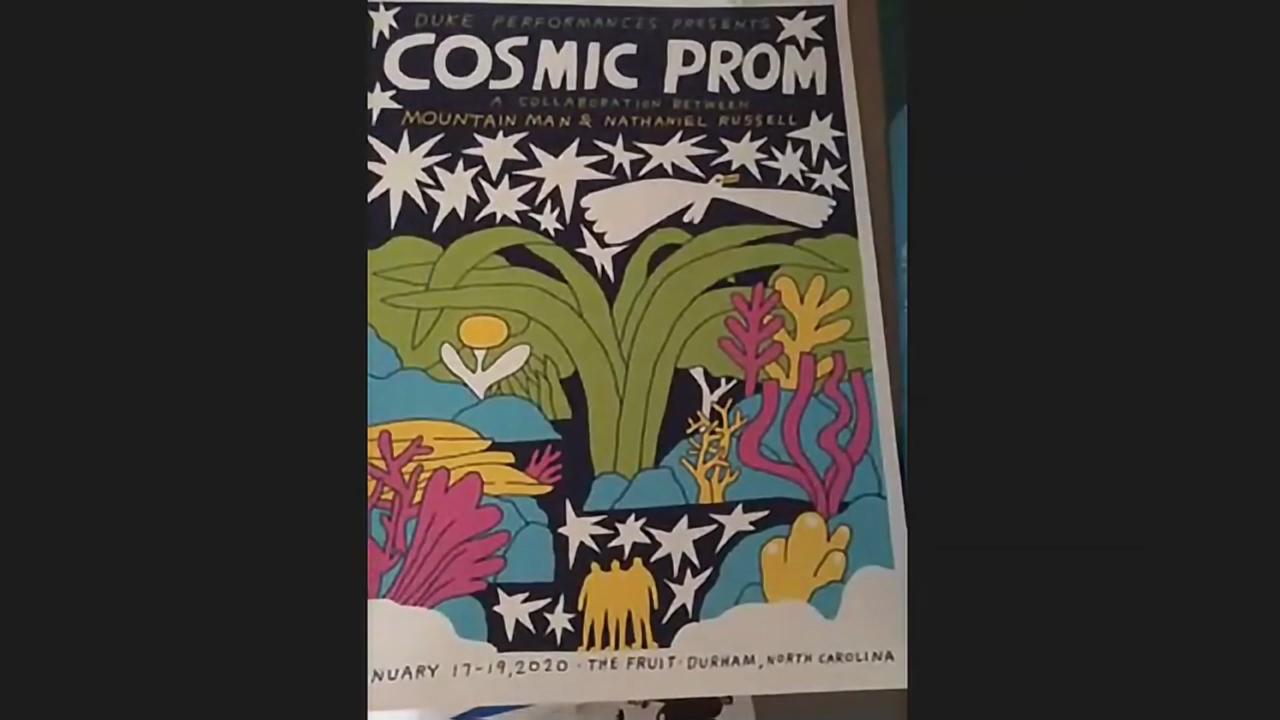 DUKE PERFORMANCES PRESENTS
COSMIC PROM
A COLLABORATION BETWEEN
MOUNTAIN MAN & NATHANIEL RUSSELL
NUARY 17-19, 2020 · THE FRUIT · DURHAM, NORTH CAROLINA